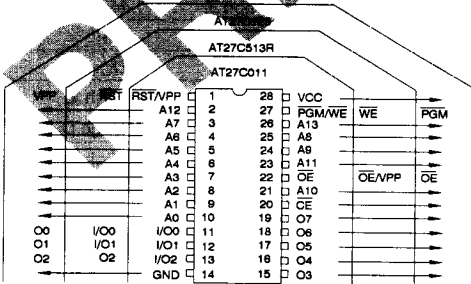 AT27C513R
AT27C011
VPP RST RST/VPP 1 28 VCC
A12 2 27 PGM/WE WE PGM
A7 3 26 A13
A6 4 25 A8
A5 5 24 A9
A4 6 23 A11
A3 7 22 OE OE/VPP OE
A2 8 21 A10
A1 9 20 CE
A0 10 19 O7
O0 I/O0 I/O0 11 18 O6
O1 I/O1 I/O1 12 17 O5
O2 O2 I/O2 13 16 O4
GND 14 15 O3